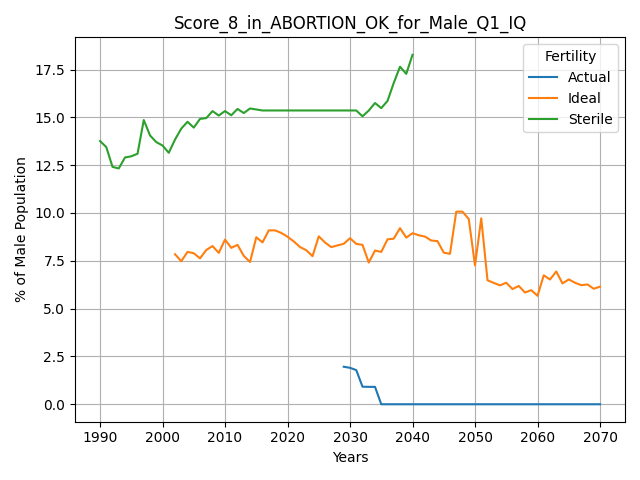 Score_8_in_ABORTION_OK_for_Male_Q1_IQ
Fertility
Actual
Ideal
Sterile
% of Male Population
17.5
15.0
12.5
10.0
7.5
5.0
2.5
0.0
1990 2000 2010 2020 2030 2040 2050 2060 2070
Years